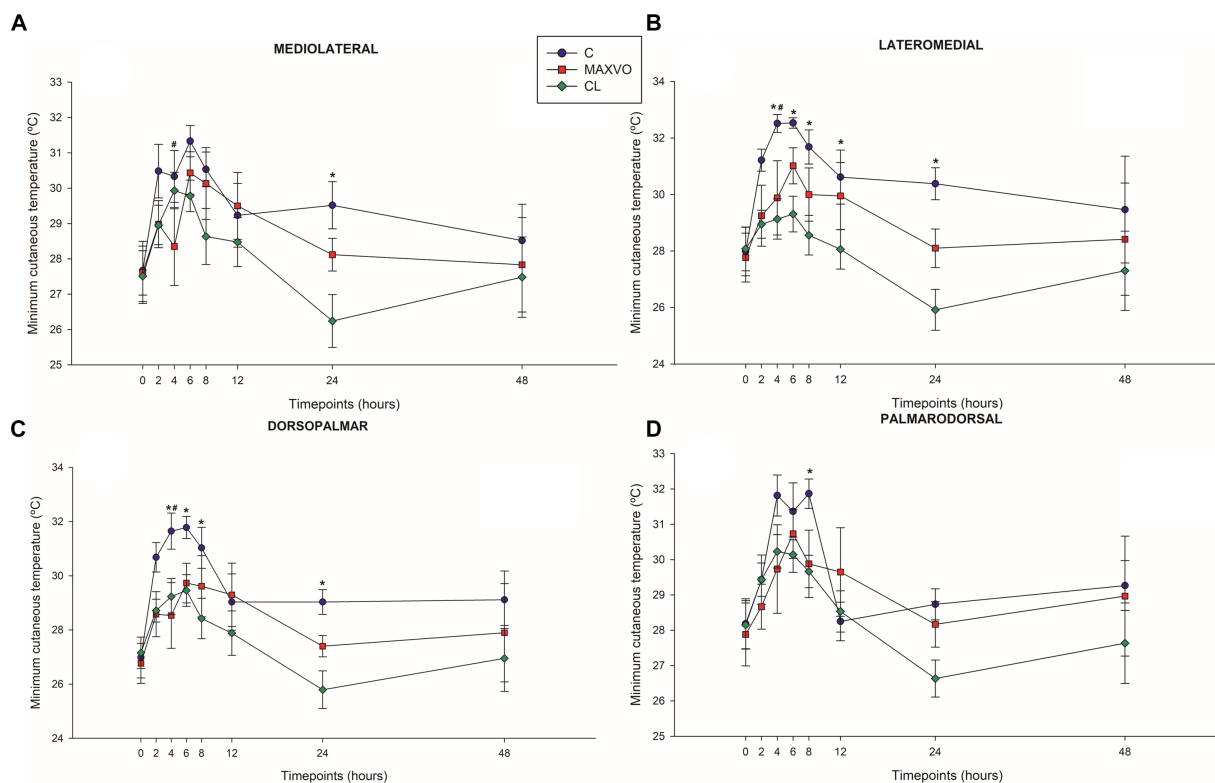 A
MEDIOLATERAL
C
MAXVO
CL
Minimum cutaneous temperature (ºC)
33
32
31
30
29
28
27
26
25
#
*
0 2 4 6 8 12 24 48
Timepoints (hours)
B
LATEROMEDIAL
Minimum cutaneous temperature (ºC)
34
32
30
28
26
24
*# * * * *
0 2 4 6 8 12 24 48
Timepoints (hours)
C
DORSOPALMAR
Minimum cutaneous temperature (ºC)
34
32
30
28
26
24
*# * * *
0 2 4 6 8 12 24 48
Timepoints (hours)
D
PALMARODORSAL
Minimum cutaneous temperature (ºC)
33
32
31
30
29
28
27
26
25
*
0 2 4 6 8 12 24 48
Timepoints (hours)